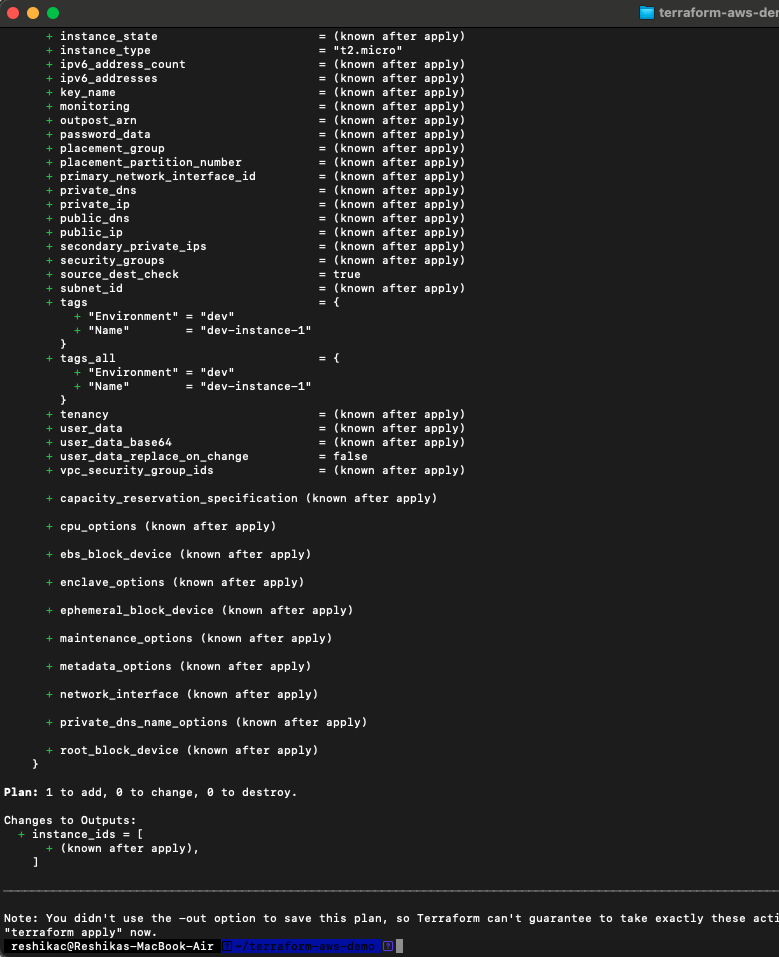 terraform-aws-dem
+ instance_state = (known after apply)
+ instance_type = "t2.micro"
+ ipv6_address_count = (known after apply)
+ ipv6_addresses = (known after apply)
+ key_name = (known after apply)
+ monitoring = (known after apply)
+ outpost_arn = (known after apply)
+ password_data = (known after apply)
+ placement_group = (known after apply)
+ placement_partition_number = (known after apply)
+ primary_network_interface_id = (known after apply)
+ private_dns = (known after apply)
+ private_ip = (known after apply)
+ public_dns = (known after apply)
+ public_ip = (known after apply)
+ secondary_private_ips = (known after apply)
+ security_groups = (known after apply)
+ source_dest_check = true
+ subnet_id = (known after apply)
+ tags = {
+ "Environment" = "dev"
+ "Name" = "dev-instance-1"
}
+ tags_all = {
+ "Environment" = "dev"
+ "Name" = "dev-instance-1"
}
+ tenancy = (known after apply)
+ user_data = (known after apply)
+ user_data_base64 = (known after apply)
+ user_data_replace_on_change = false
+ vpc_security_group_ids = (known after apply)
+ capacity_reservation_specification (known after apply)
+ cpu_options (known after apply)
+ ebs_block_device (known after apply)
+ enclave_options (known after apply)
+ ephemeral_block_device (known after apply)
+ maintenance_options (known after apply)
+ metadata_options (known after apply)
+ network_interface (known after apply)
+ private_dns_name_options (known after apply)
+ root_block_device (known after apply)
}
Plan: 1 to add, 0 to change, 0 to destroy.
Changes to Outputs:
+ instance_ids = [
+ (known after apply),
]
Note: You didn't use the -out option to save this plan, so Terraform can't guarantee to take exactly these acti
"terraform apply" now.
reshikac@Reshikas-MacBook-Air ~/terraform-aws-demo